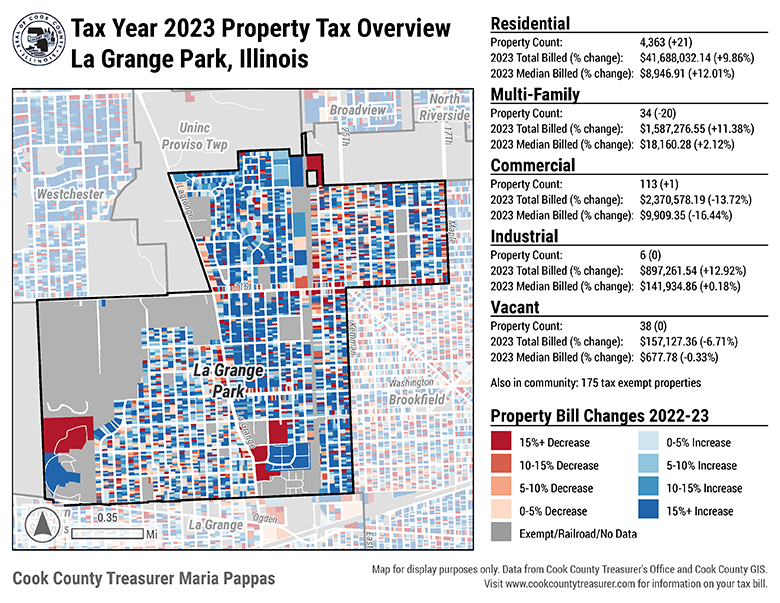 Tax Year 2023 Property Tax Overview
La Grange Park, Illinois
Residential
Property Count: 4,363 (+21)
2023 Total Billed (% change): $41,688,032.14 (+9.86%)
2023 Median Billed (% change): $8,946.91 (+12.01%)
Multi-Family
Property Count: 34 (-20)
2023 Total Billed (% change): $1,587,276.55 (+11.38%)
2023 Median Billed (% change): $18,160.28 (+2.12%)
Commercial
Property Count: 113 (+1)
2023 Total Billed (% change): $2,370,578.19 (-13.72%)
2023 Median Billed (% change): $9,909.35 (-16.44%)
Industrial
Property Count: 6 (0)
2023 Total Billed (% change): $897,261.54 (+12.92%)
2023 Median Billed (% change): $141,934.86 (+0.18%)
Vacant
Property Count: 38 (0)
2023 Total Billed (% change): $157,127.36 (-6.71%)
2023 Median Billed (% change): $677.78 (-0.33%)
Also in community: 175 tax exempt properties
Property Bill Changes 2022-23
15%+ Decrease
10-15% Decrease
5-10% Decrease
0-5% Decrease
Exempt/Railroad/No Data
0-5% Increase
5-10% Increase
10-15% Increase
15%+ Increase
Broadview
North
Riverside
Uninc
Proviso Twp
25th
17th
Westchester
Lagrange
Maple
31st
Kemman
La Grange
Park
Washington
Brookfield
La Grange
La Grange
Ogden
East
0.35
Mi
Cook County Treasurer Maria Pappas
Map for display purposes only. Data from Cook County Treasurer's Office and Cook County GIS.
Visit www.cookcountytreasurer.com for information on your tax bill.